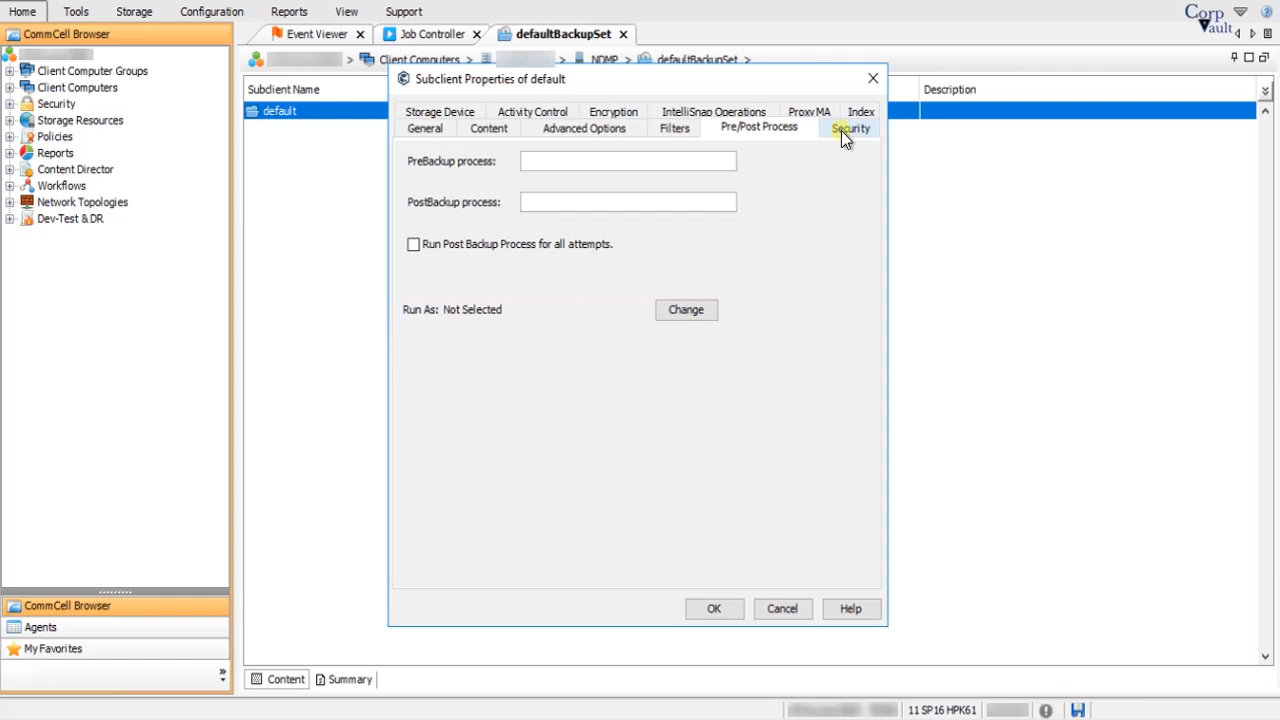 Home Tools Storage Configuration Reports View Support
Corp Vault
CommCell Browser
Event Viewer
Job Controller
defaultBackupSet
> Client Computers > > NDMP > defaultBackupSet >
Client Computer Groups
Client Computers
Security
Storage Resources
Policies
Reports
Content Director
Workflows
Network Topologies
Dev-Test & DR
Subclient Name
Description
default
Subclient Properties of default
Storage Device Activity Control Encryption IntelliSnap Operations Proxy MA Index
General Content Advanced Options Filters Pre/Post Process Security
PreBackup process:
PostBackup process:
Run Post Backup Process for all attempts.
Run As: Not Selected
Change
OK Cancel Help
CommCell Browser
Agents
My Favorites
»
Content Summary
11 SP16 HPK61